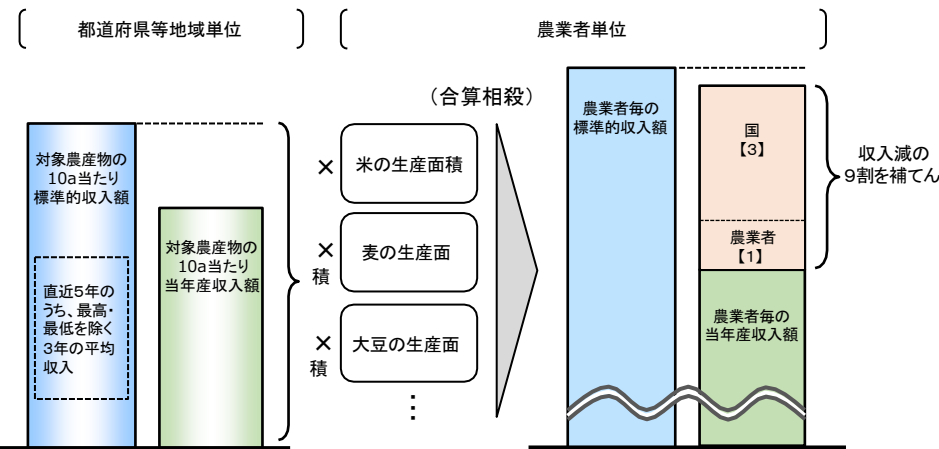 都道府県等地域単位
農業者単位
対象農産物の
10a当たり
標準的収入額
直近5年の
うち、最高・
最低を除く
3年の平均
収入
対象農産物の
10a当たり
当年産収入額
×
米の生産面積
×
積
麦の生産面
×
積
大豆の生産面
⋮
（合算相殺）
農業者毎の
標準的収入額
国
【3】
農業者
【1】
農業者毎の
当年産収入額
収入減の
9割を補てん